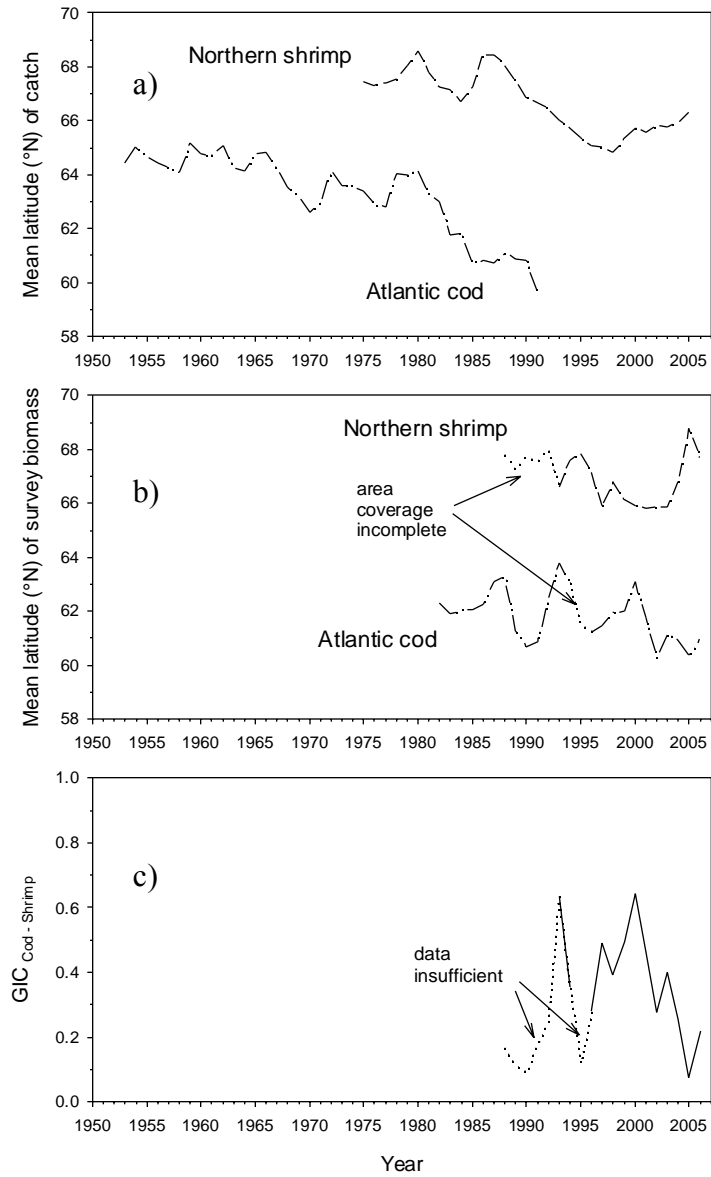 70
68
66
64
62
60
58
Mean latitude (°N) of catch
a)
Northern shrimp
Atlantic cod
1950 1955 1960 1965 1970 1975 1980 1985 1990 1995 2000 2005
70
68
66
64
62
60
58
Mean latitude (°N) of survey biomass
b)
Northern shrimp
area
coverage
incomplete
Atlantic cod
1950 1955 1960 1965 1970 1975 1980 1985 1990 1995 2000 2005
1.0
0.8
0.6
0.4
0.2
0.0
GIC Cod - Shrimp
c)
data
insufficient
1950 1955 1960 1965 1970 1975 1980 1985 1990 1995 2000 2005
Year